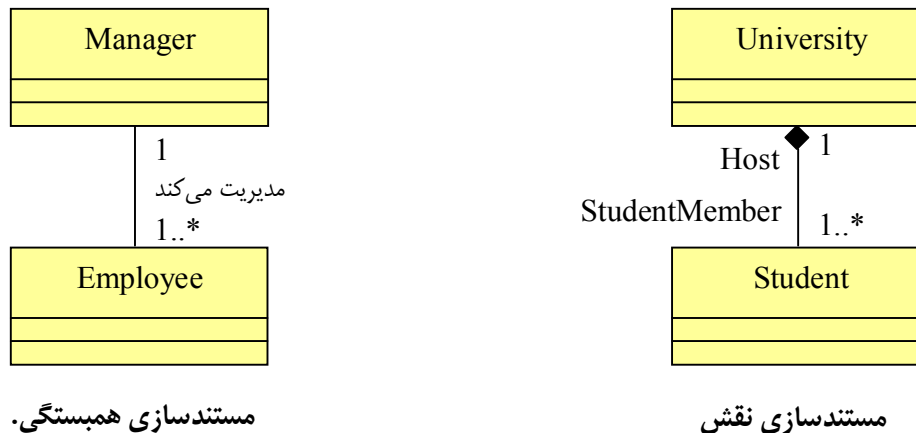 Manager
1
مدیریت می‌کند
1..*
Employee
مستندسازی همبستگی.
University
1
Host
StudentMember
1..*
Student
مستندسازی نقش